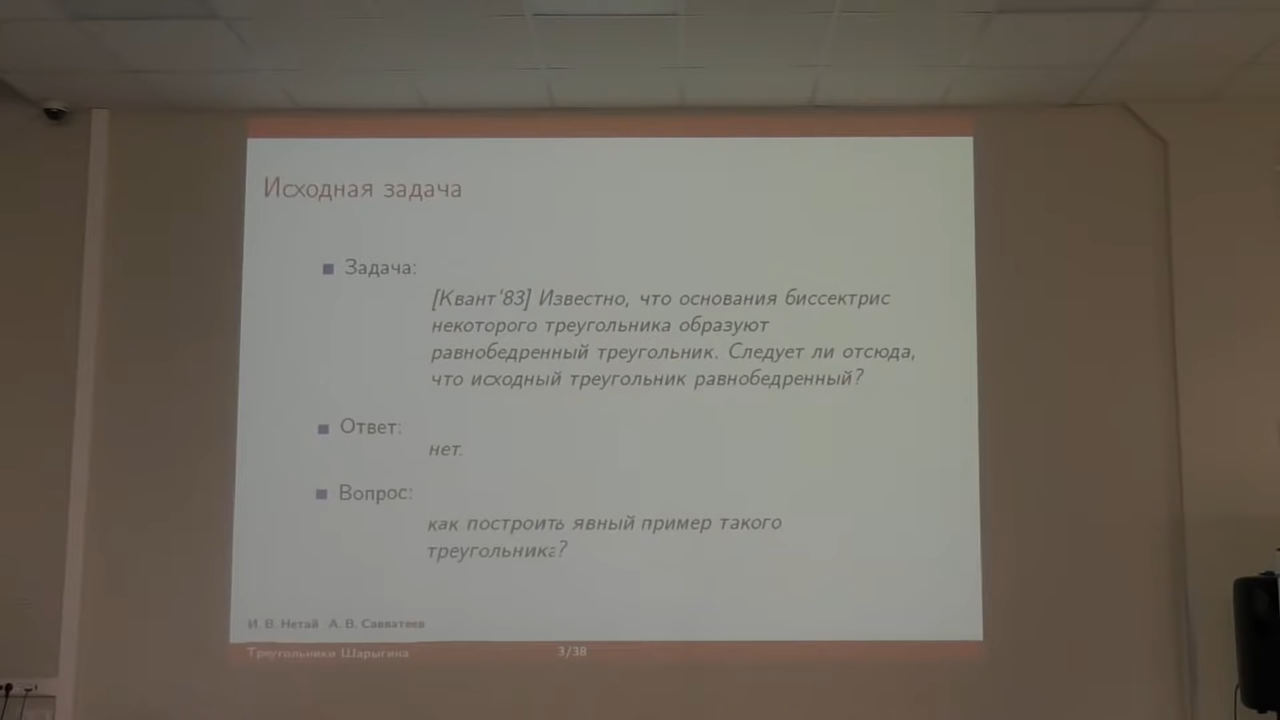 Исходная задача
Задача:
[Квант'83] Известно, что основания биссектрис
некоторого треугольника образуют
равнобедренный треугольник. Следует ли отсюда,
что исходный треугольник равнобедренный?
Ответ:
нет.
Вопрос:
как построить явный пример такого
треугольника?
И. В. Нетай А. В. Савватеев
Треугольники Шарыгина 3/38